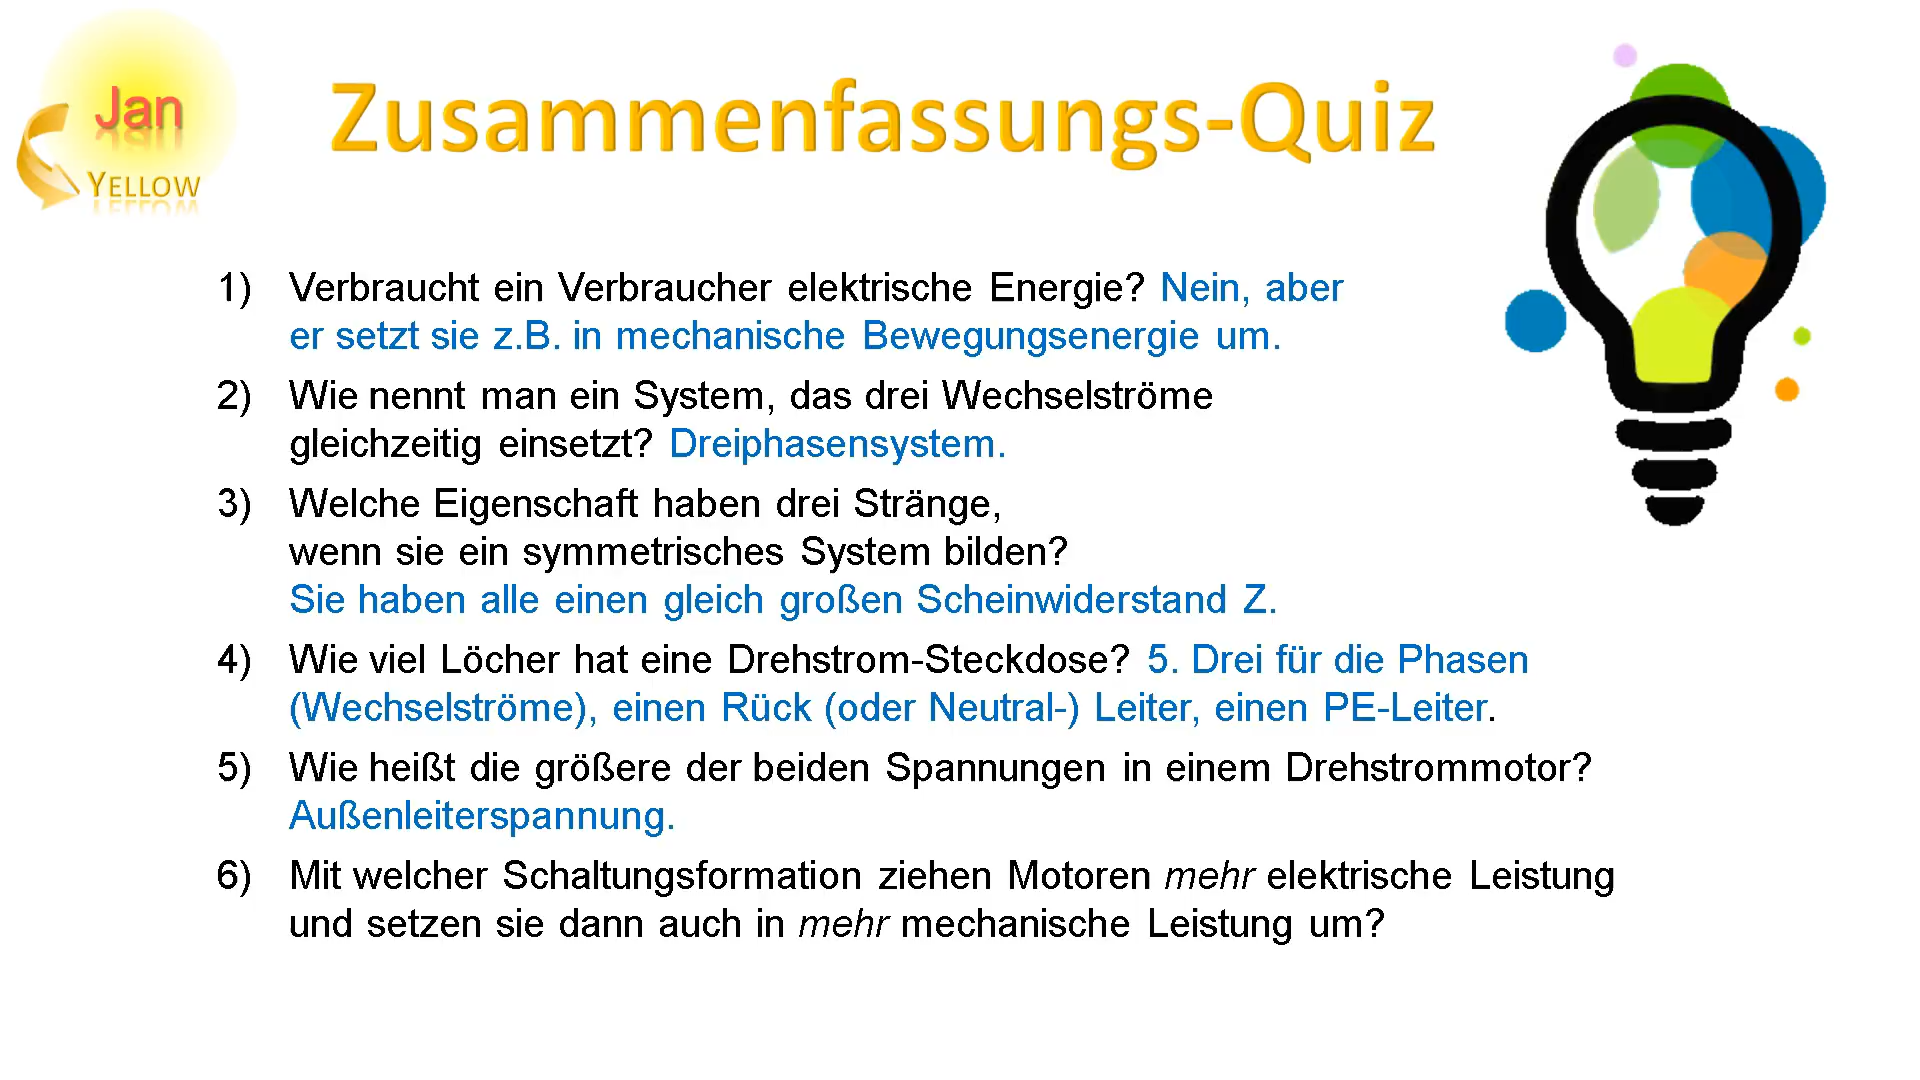 Jan
YELLOW
Zusammenfassungs-Quiz
1) Verbraucht ein Verbraucher elektrische Energie? Nein, aber
er setzt sie z.B. in mechanische Bewegungsenergie um.
2) Wie nennt man ein System, das drei Wechselströme
gleichzeitig einsetzt? Dreiphasensystem.
3) Welche Eigenschaft haben drei Stränge,
wenn sie ein symmetrisches System bilden?
Sie haben alle einen gleich großen Scheinwiderstand Z.
4) Wie viel Löcher hat eine Drehstrom-Steckdose? 5. Drei für die Phasen
(Wechselströme), einen Rück (oder Neutral-) Leiter, einen PE-Leiter.
5) Wie heißt die größere der beiden Spannungen in einem Drehstrommotor?
Außenleiterspannung.
6) Mit welcher Schaltungsformation ziehen Motoren mehr elektrische Leistung
und setzen sie dann auch in mehr mechanische Leistung um?